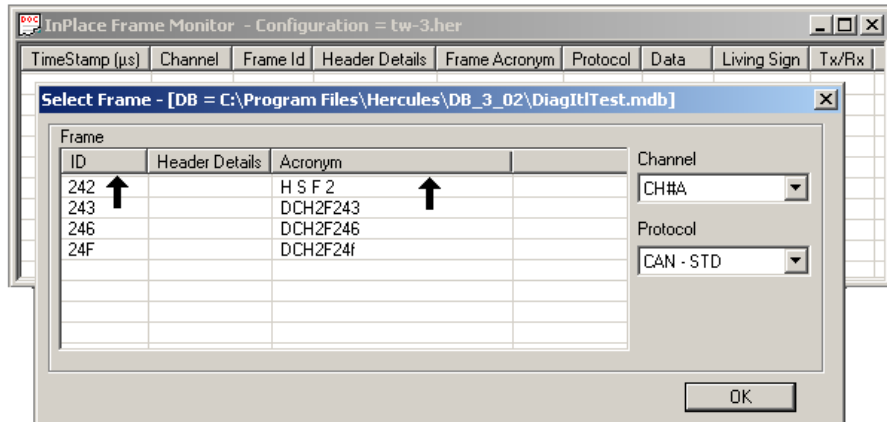 InPlace Frame Monitor - Configuration = tw-3.her
TimeStamp (µs) Channel Frame Id Header Details Frame Acronym Protocol Data Living Sign Tx/Rx
Select Frame - [DB = C:\Program Files\Hercules\DB_3_02\DiagItlTest.mdb]
Frame
ID Header Details Acronym
242 H S F 2
243 DCH2F243
246 DCH2F246
24F DCH2F24f
Channel
CH#A
Protocol
CAN - STD
OK